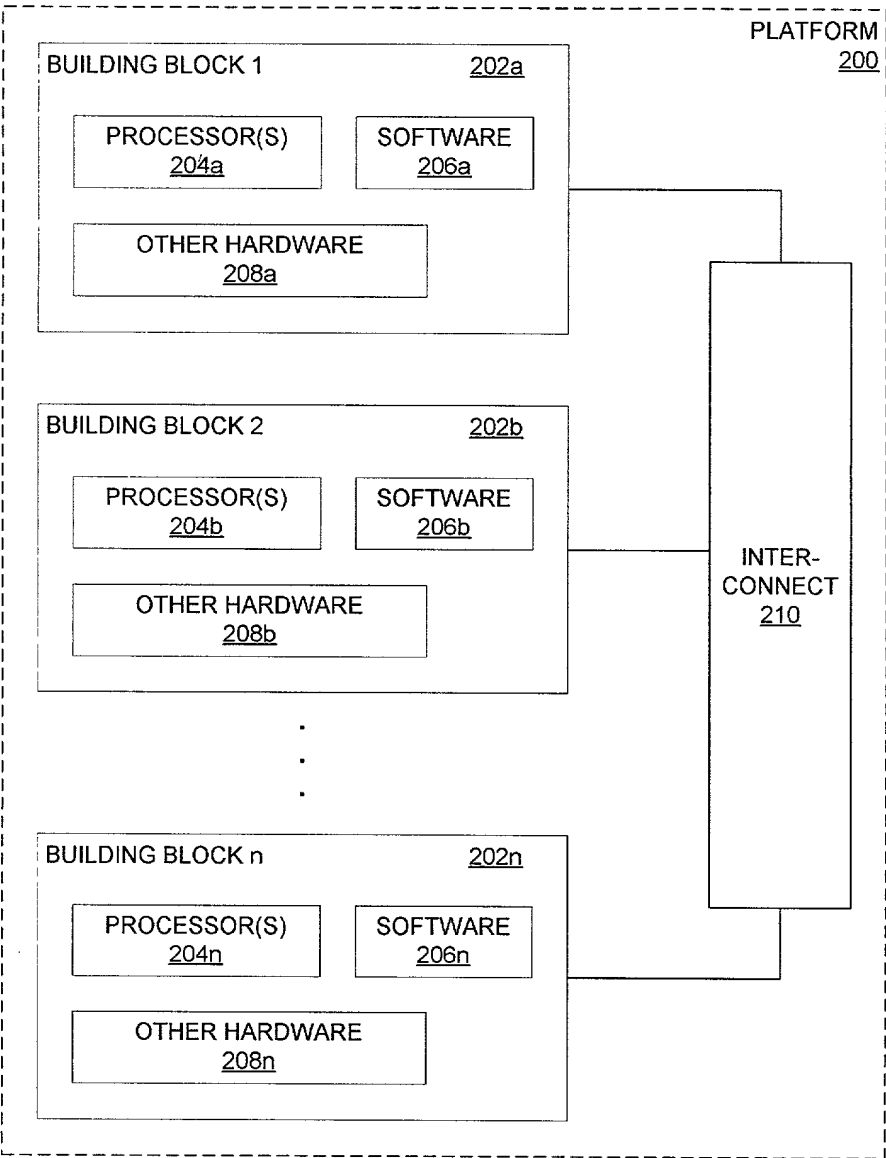 PLATFORM
200
BUILDING BLOCK 1 202a
PROCESSOR(S) SOFTWARE
204a 206a
OTHER HARDWARE
208a
BUILDING BLOCK 2 202b
PROCESSOR(S) SOFTWARE
204b 206b
OTHER HARDWARE
208b
INTER-
CONNECT
210
BUILDING BLOCK n 202n
PROCESSOR(S) SOFTWARE
204n 206n
OTHER HARDWARE
208n